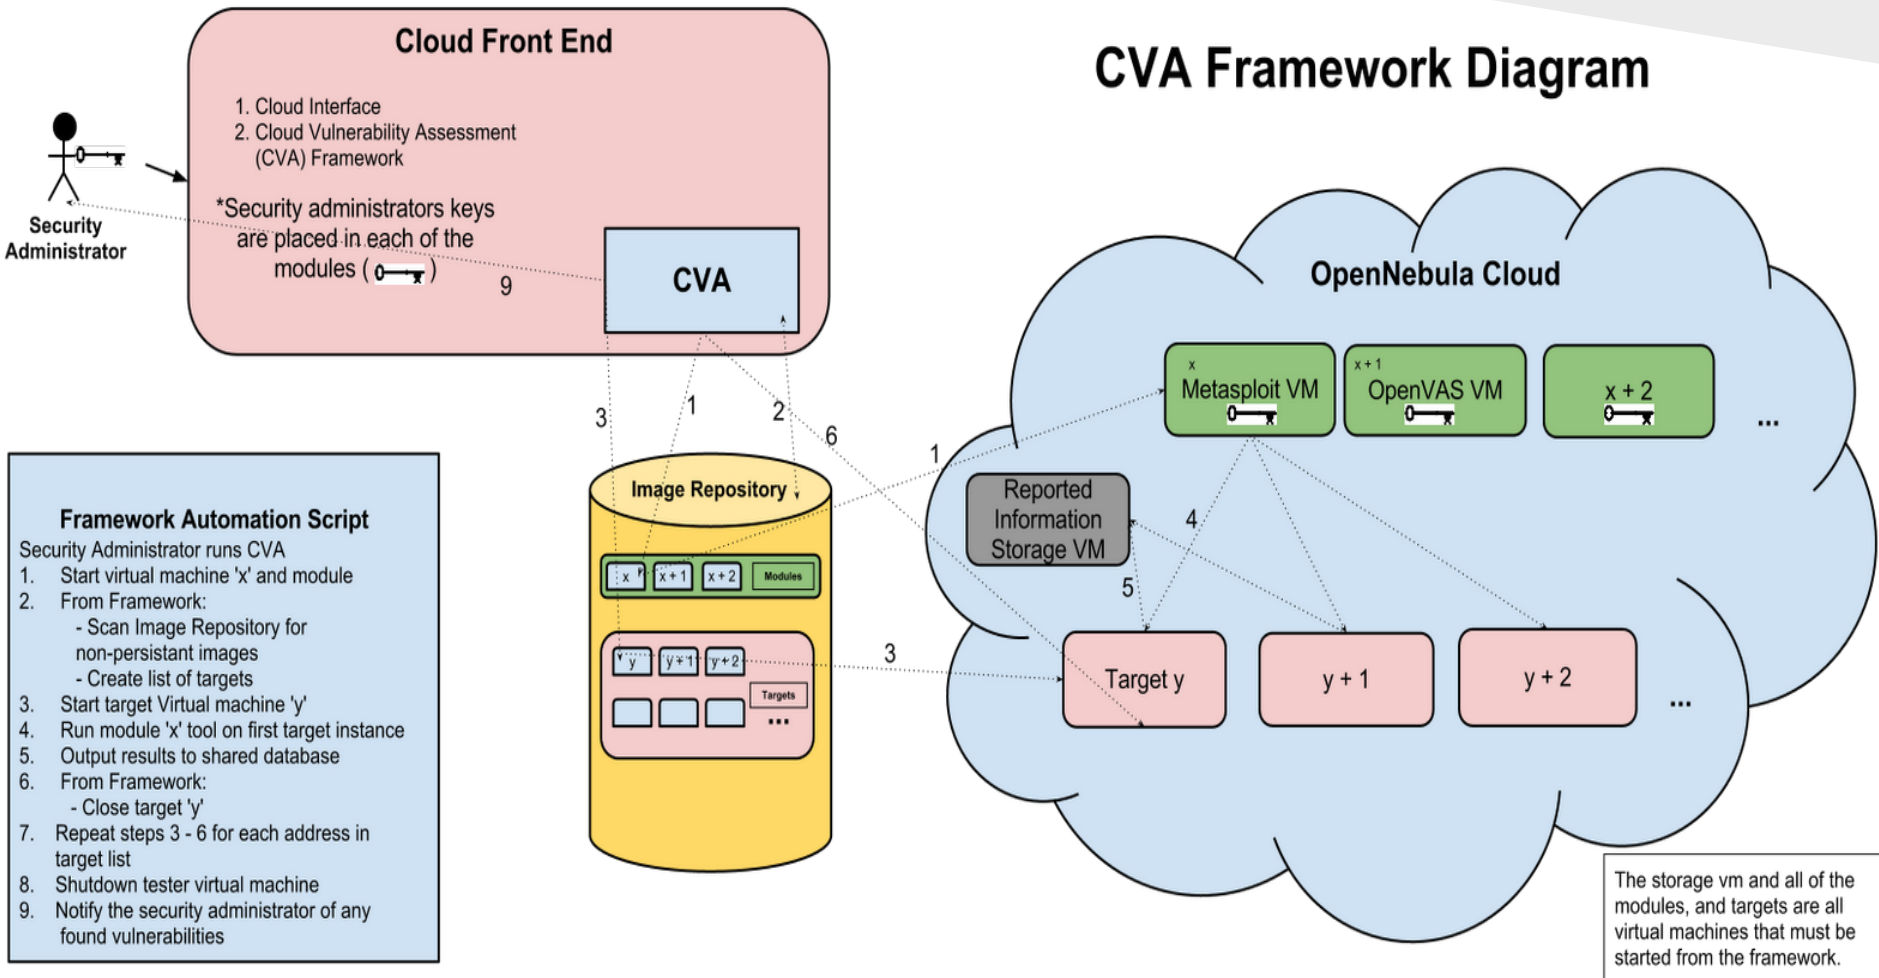 CVA Framework Diagram
Cloud Front End
1. Cloud Interface
2. Cloud Vulnerability Assessment
(CVA) Framework
*Security administrators keys
are placed in each of the
modules ( )
Security
Administrator
CVA
9
3
1
2
6
1
3
4
5
Image Repository
x
x + 1
x + 2
Modules
y
y + 1
y + 2
Targets
...
OpenNebula Cloud
x
Metasploit VM
x + 1
OpenVAS VM
x + 2
...
Reported
Information
Storage VM
Target y
y + 1
y + 2
...
Framework Automation Script
Security Administrator runs CVA
1. Start virtual machine 'x' and module
2. From Framework:
- Scan Image Repository for
non-persistant images
- Create list of targets
3. Start target Virtual machine 'y'
4. Run module 'x' tool on first target instance
5. Output results to shared database
6. From Framework:
- Close target 'y'
7. Repeat steps 3 - 6 for each address in
target list
8. Shutdown tester virtual machine
9. Notify the security administrator of any
found vulnerabilities
The storage vm and all of the
modules, and targets are all
virtual machines that must be
started from the framework.